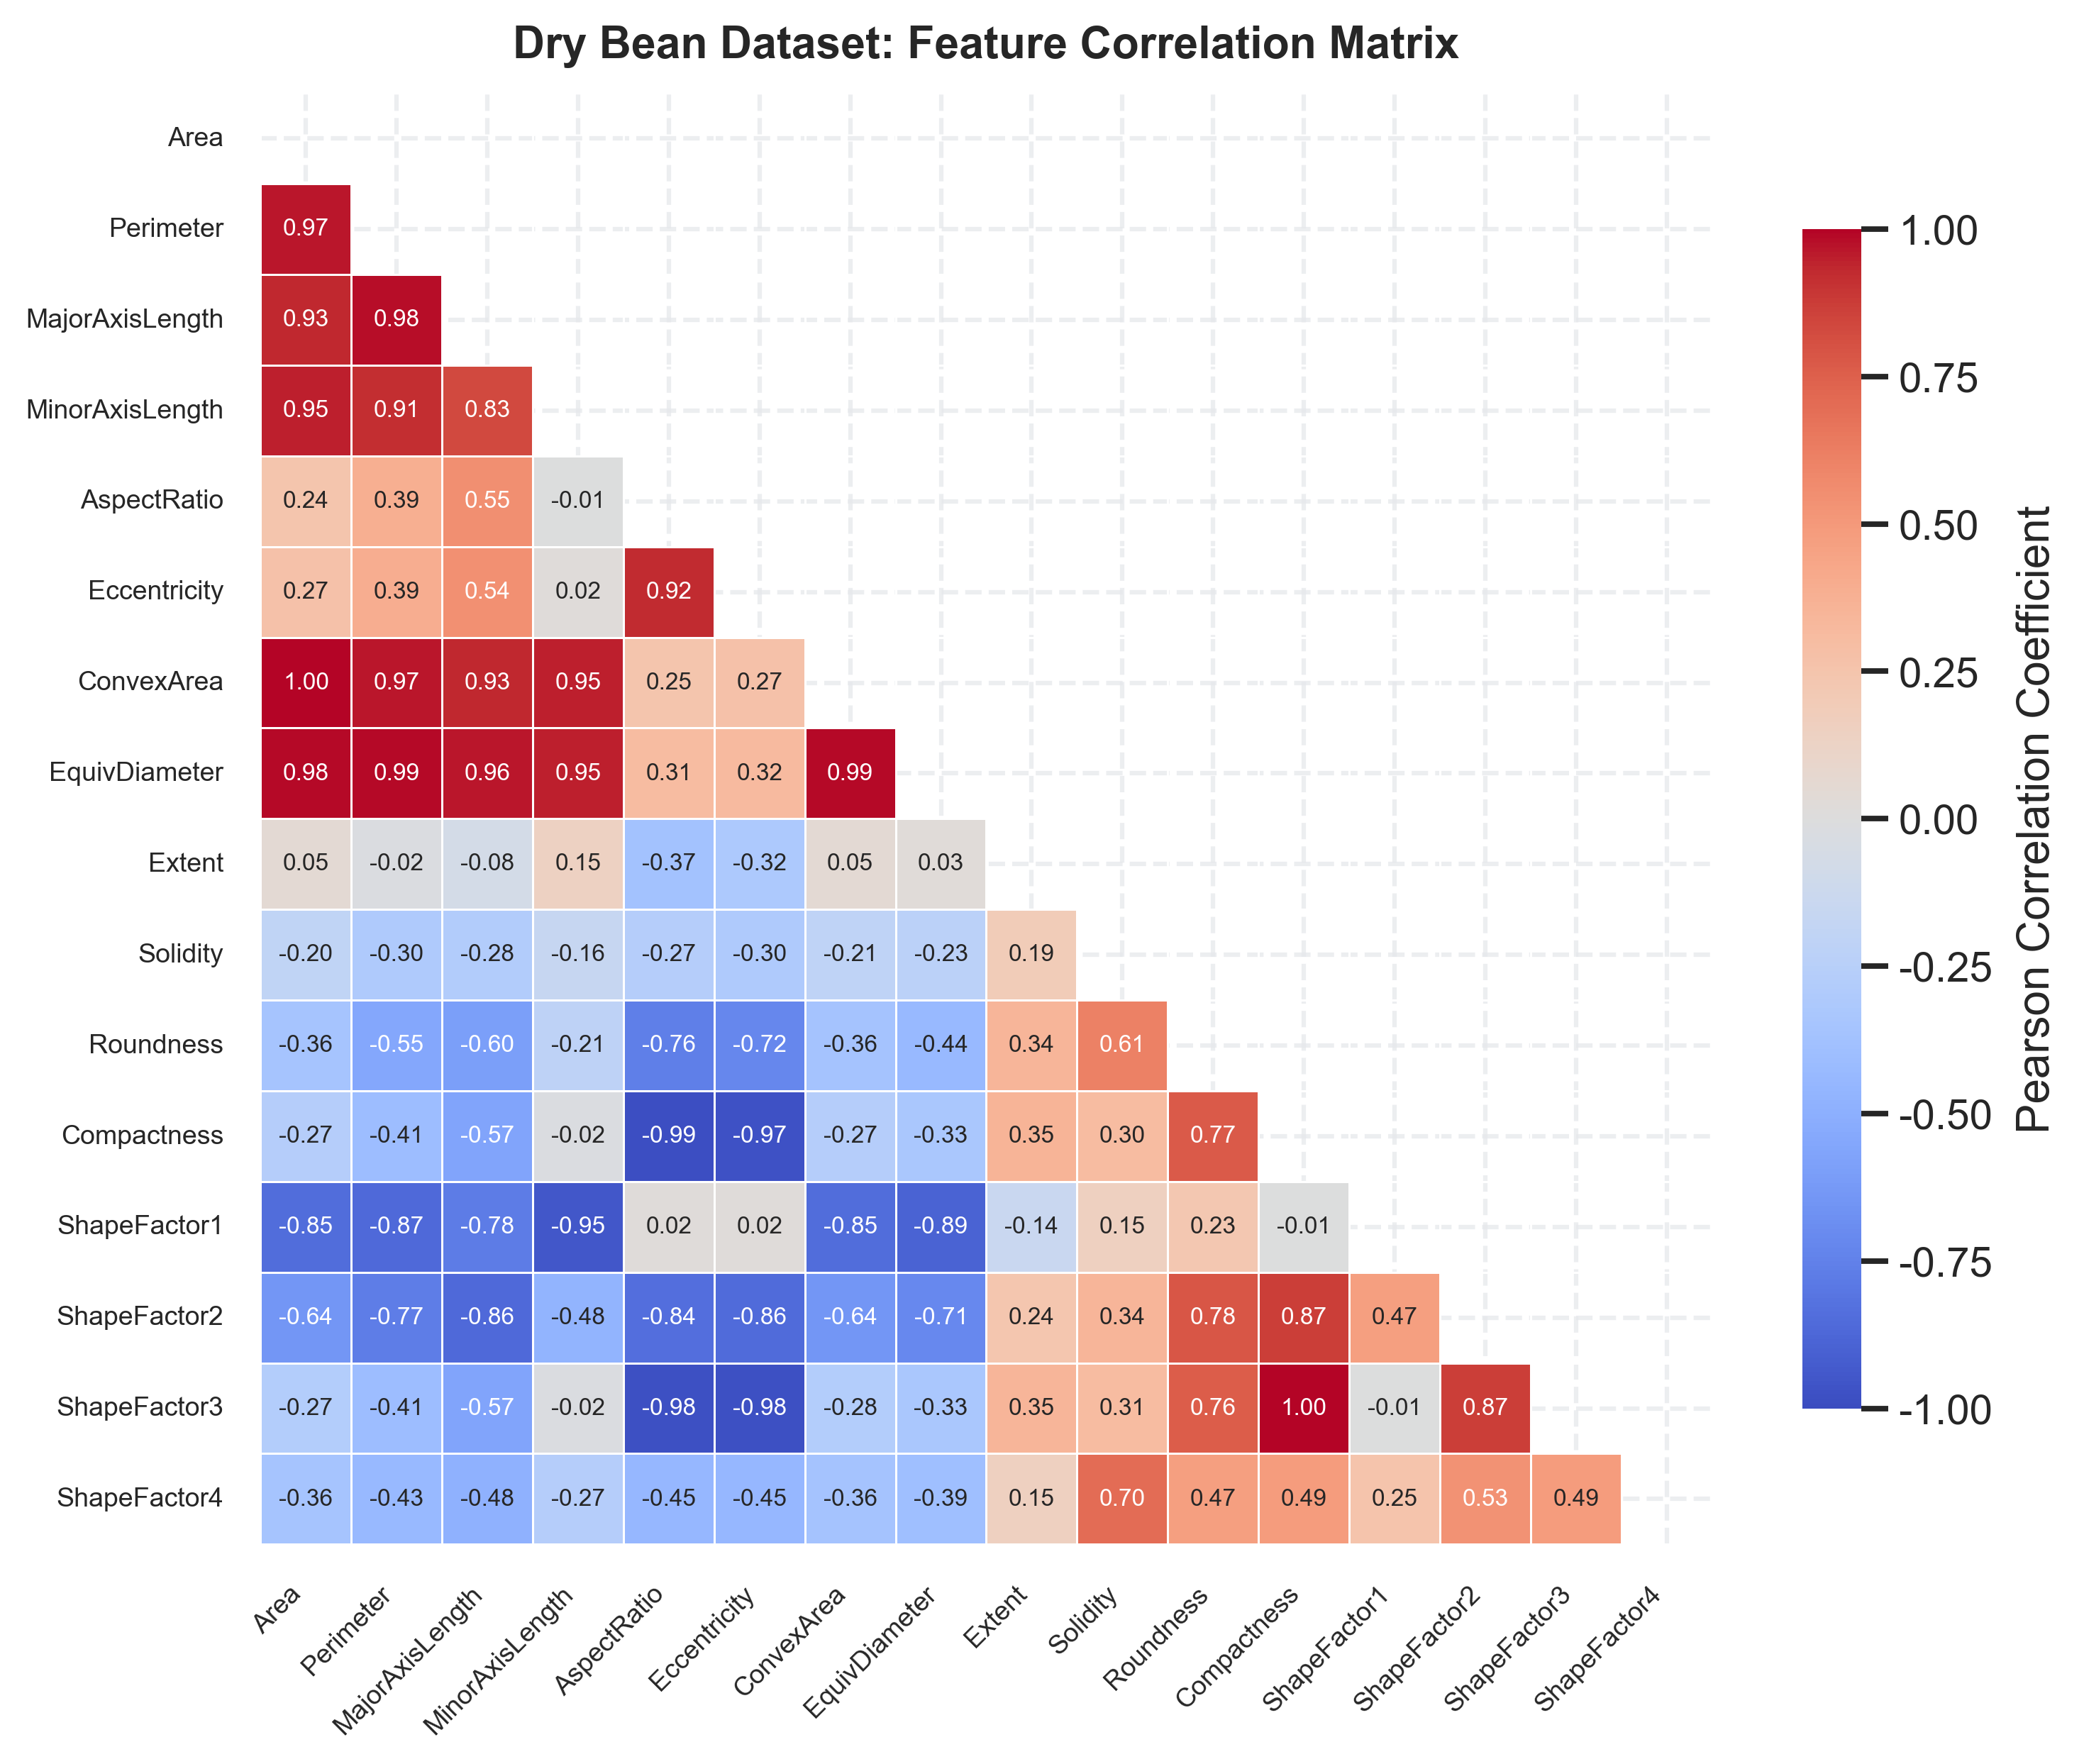 Dry Bean Dataset: Feature Correlation Matrix
Area
Perimeter 0.97
MajorAxisLength 0.93 0.98
MinorAxisLength 0.95 0.91 0.83
AspectRatio 0.24 0.39 0.55 -0.01
Eccentricity 0.27 0.39 0.54 0.02 0.92
ConvexArea 1.00 0.97 0.93 0.95 0.25 0.27
EquivDiameter 0.98 0.99 0.96 0.95 0.31 0.32 0.99
Extent 0.05 -0.02 -0.08 0.15 -0.37 -0.32 0.05 0.03
Solidity -0.20 -0.30 -0.28 -0.16 -0.27 -0.30 -0.21 -0.23 0.19
Roundness -0.36 -0.55 -0.60 -0.21 -0.76 -0.72 -0.36 -0.44 0.34 0.61
Compactness -0.27 -0.41 -0.57 -0.02 -0.99 -0.97 -0.27 -0.33 0.35 0.30 0.77
ShapeFactor1 -0.85 -0.87 -0.78 -0.95 0.02 0.02 -0.85 -0.89 -0.14 0.15 0.23 -0.01
ShapeFactor2 -0.64 -0.77 -0.86 -0.48 -0.84 -0.86 -0.64 -0.71 0.24 0.34 0.78 0.87 0.47
ShapeFactor3 -0.27 -0.41 -0.57 -0.02 -0.98 -0.98 -0.28 -0.33 0.35 0.31 0.76 1.00 -0.01 0.87
ShapeFactor4 -0.36 -0.43 -0.48 -0.27 -0.45 -0.45 -0.36 -0.39 0.15 0.70 0.47 0.49 0.25 0.53 0.49
Area
Perimeter
MajorAxisLength
MinorAxisLength
AspectRatio
Eccentricity
ConvexArea
EquivDiameter
Extent
Solidity
Roundness
Compactness
ShapeFactor1
ShapeFactor2
ShapeFactor3
ShapeFactor4
1.00
0.75
0.50
0.25
0.00
-0.25
-0.50
-0.75
-1.00
Pearson Correlation Coefficient